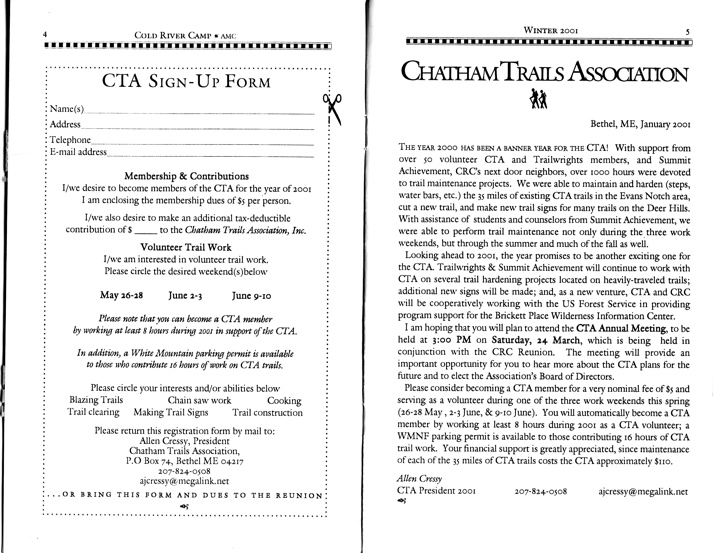 4
COLD RIVER CAMP ● AMC
CTA SIGN-UP FORM
Name(s)
Address
Telephone
E-mail address
Membership & Contributions
I/we desire to become members of the CTA for the year of 2001
I am enclosing the membership dues of $5 per person.
I/we also desire to make an additional tax-deductible
contribution of $ _____ to the Chatham Trails Association, Inc.
Volunteer Trail Work
I/we am interested in volunteer trail work.
Please circle the desired weekend(s)below
May 26-28 June 2-3 June 9-10
Please note that you can become a CTA member
by working at least 8 hours during 2001 in support of the CTA.
In addition, a White Mountain parking permit is available
to those who contribute 16 hours of work on CTA trails.
Please circle your interests and/or abilities below
Blazing Trails Chain saw work Cooking
Trail clearing Making Trail Signs Trail construction
Please return this registration form by mail to:
Allen Cressy, President
Chatham Trails Association,
P.O Box 74, Bethel ME 04217
207-824-0508
ajcressy@megalink.net
...OR BRING THIS FORM AND DUES TO THE REUNION
WINTER 2001
5
CHATHAM TRAILS ASSOCIATION
Bethel, ME, January 2001
THE YEAR 2000 HAS BEEN A BANNER YEAR FOR THE CTA! With support from
over 50 volunteer CTA and Trailwrights members, and Summit
Achievement, CRC's next door neighbors, over 1000 hours were devoted
to trail maintenance projects. We were able to maintain and harden (steps,
water bars, etc.) the 35 miles of existing CTA trails in the Evans Notch area,
cut a new trail, and make new trail signs for many trails on the Deer Hills.
With assistance of students and counselors from Summit Achievement, we
were able to perform trail maintenance not only during the three work
weekends, but through the summer and much of the fall as well.
Looking ahead to 2001, the year promises to be another exciting one for
the CTA. Trailwrights & Summit Achievement will continue to work with
CTA on several trail hardening projects located on heavily-traveled trails;
additional new signs will be made; and, as a new venture, CTA and CRC
will be cooperatively working with the US Forest Service in providing
program support for the Brickett Place Wilderness Information Center.
I am hoping that you will plan to attend the CTA Annual Meeting, to be
held at 3:00 PM on Saturday, 24 March, which is being held in
conjunction with the CRC Reunion. The meeting will provide an
important opportunity for you to hear more about the CTA plans for the
future and to elect the Association's Board of Directors.
Please consider becoming a CTA member for a very nominal fee of $5 and
serving as a volunteer during one of the three work weekends this spring
(26-28 May , 2-3 June, & 9-10 June). You will automatically become a CTA
member by working at least 8 hours during 2001 as a CTA volunteer; a
WMNF parking permit is available to those contributing 16 hours of CTA
trail work. Your financial support is greatly appreciated, since maintenance
of each of the 35 miles of CTA trails costs the CTA approximately $110.
Allen Cressy
CTA President 2001 207-824-0508 ajcressy@megalink.net